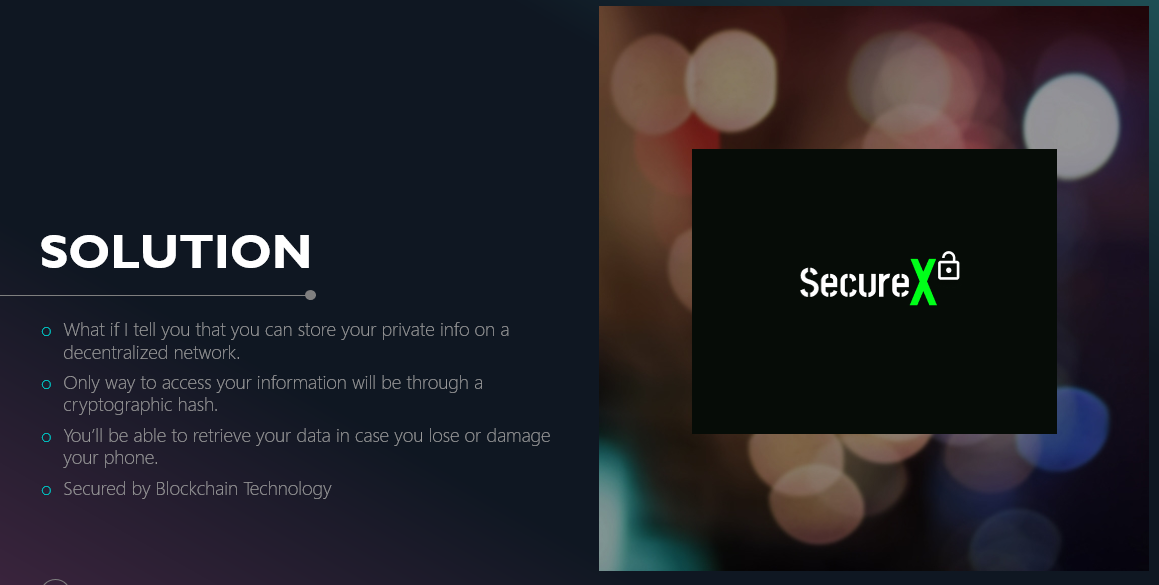 SOLUTION
What if I tell you that you can store your private info on a
decentralized network.
Only way to access your information will be through a
cryptographic hash.
You’ll be able to retrieve your data in case you lose or damage
your phone.
Secured by Blockchain Technology
SecureX